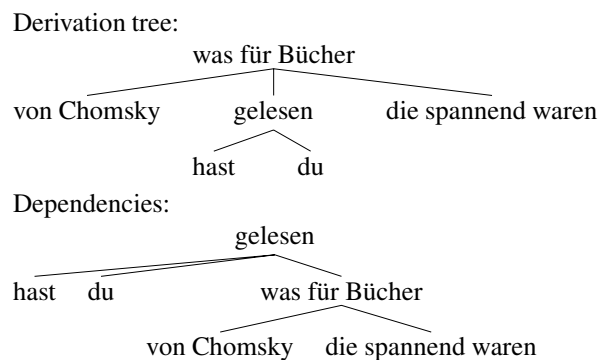 Derivation tree:
was für Bücher
von Chomsky gelesen die spannend waren
hast du
Dependencies:
gelesen
hast du was für Bücher
von Chomsky die spannend waren